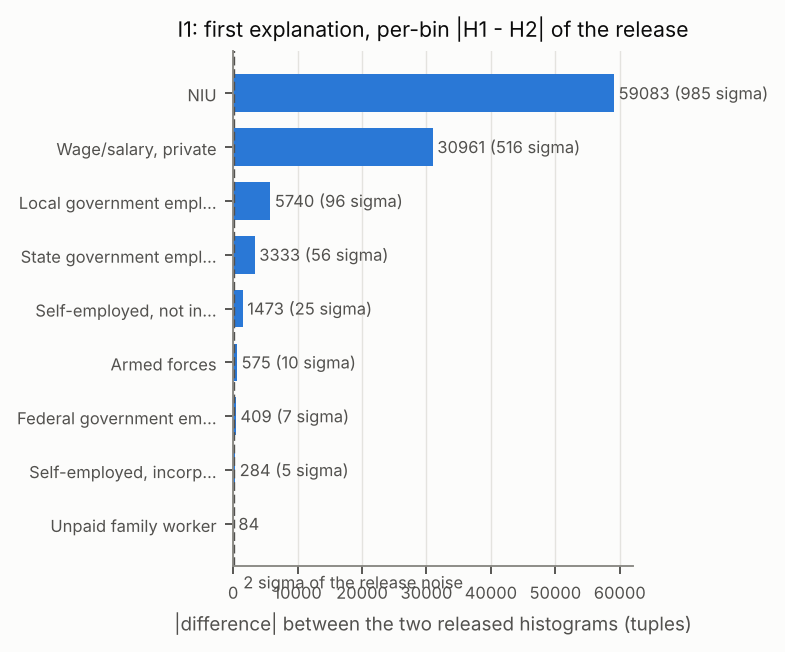 I1: first explanation, per-bin |H1 - H2| of the release
NIU
59083 (985 sigma)
Wage/salary, private
30961 (516 sigma)
Local government empl...
5740 (96 sigma)
State government empl...
3333 (56 sigma)
Self-employed, not in...
1473 (25 sigma)
Armed forces
575 (10 sigma)
Federal government em...
409 (7 sigma)
Self-employed, incorp...
284 (5 sigma)
Unpaid family worker
84
2 sigma of the release noise
0 10000 20000 30000 40000 50000 60000
|difference| between the two released histograms (tuples)